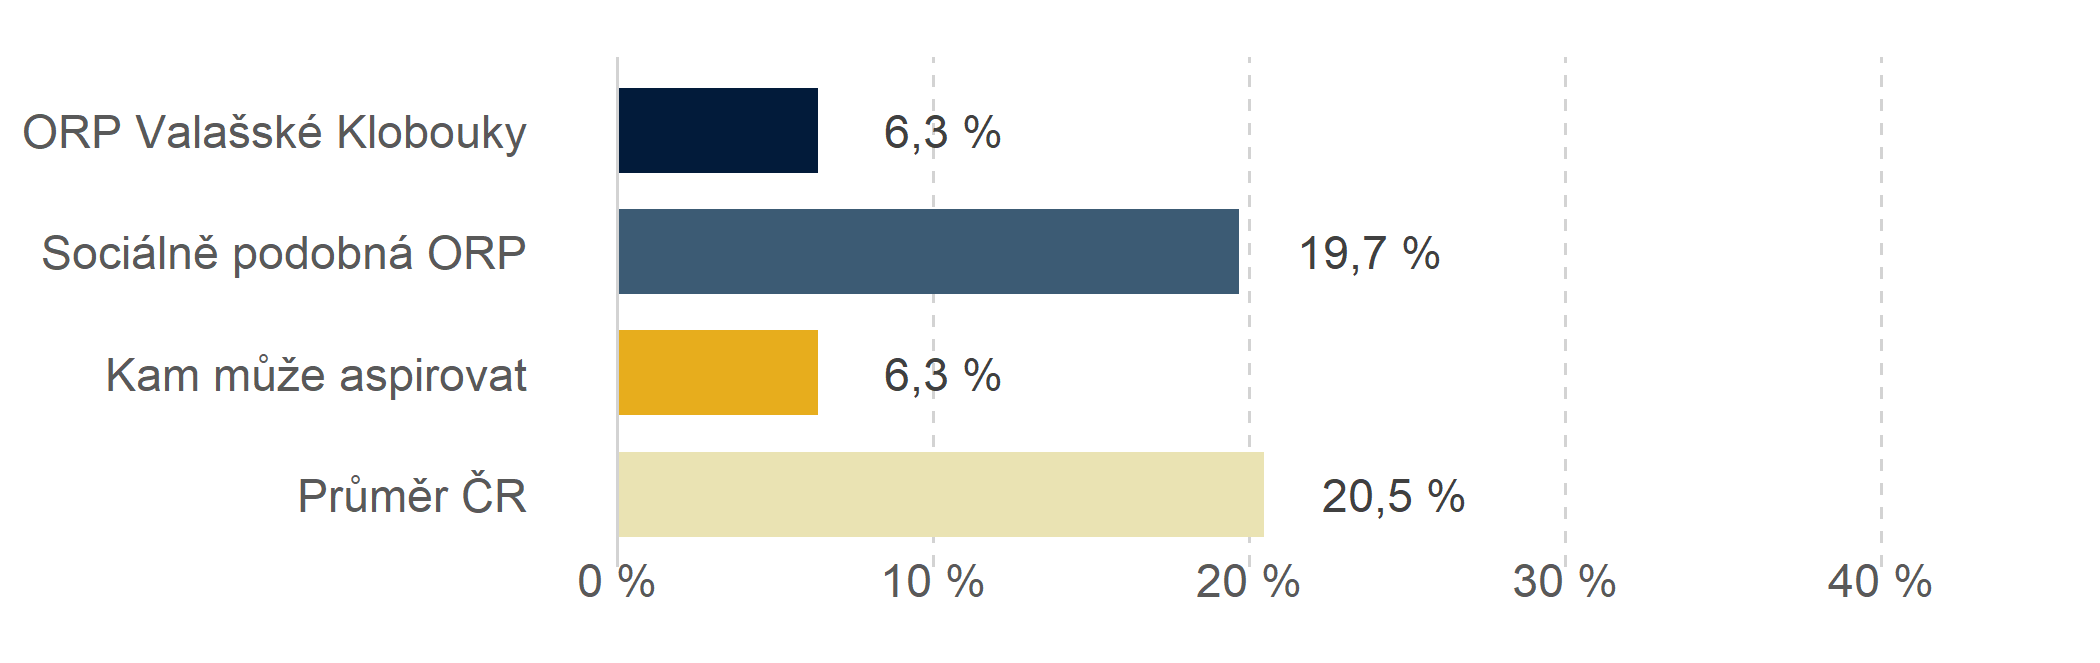 ORP Valašské Klobouky 6,3 %
Sociálně podobná ORP 19,7 %
Kam může aspirovat 6,3 %
Průměr ČR 20,5 %
0 % 10 % 20 % 30 % 40 %